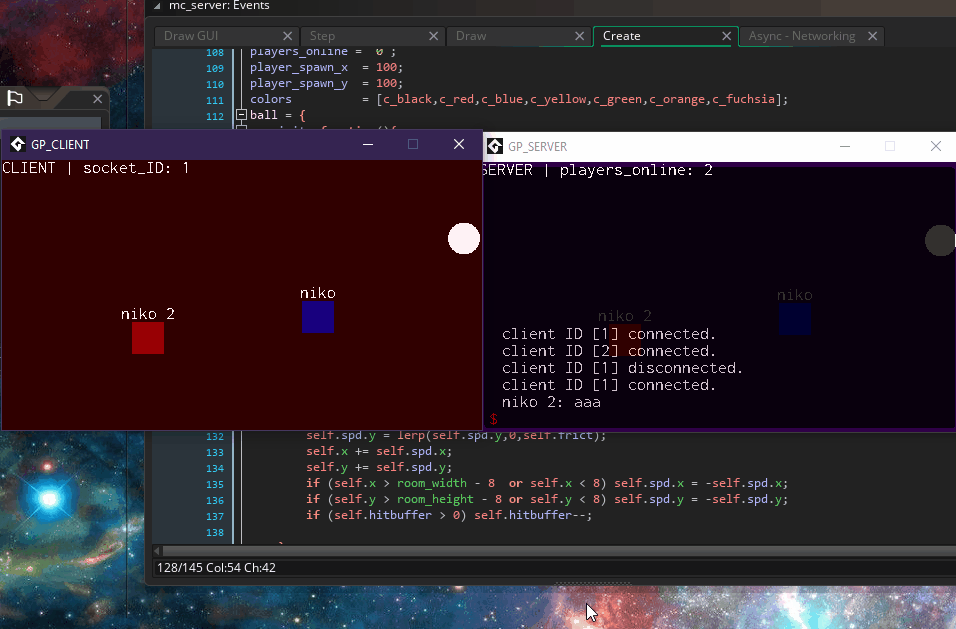 mc_server: Events
Draw GUI
Step
Draw
Create
Async - Networking
108 players_online = 0 ;
109 player_spawn_x = 100;
110 player_spawn_y = 100;
111 colors = [c_black,c_red,c_blue,c_yellow,c_green,c_orange,c_fuchsia];
112 ball = {
GP_CLIENT
CLIENT | socket_ID: 1
niko
niko 2
GP_SERVER
SERVER | players_online: 2
niko
niko 2
client ID [1] connected.
client ID [2] connected.
client ID [1] disconnected.
client ID [1] connected.
niko 2: aaa
$
132 self.spd.y = lerp(self.spd.y,0,self.frict);
133 self.x += self.spd.x;
134 self.y += self.spd.y;
135 if (self.x > room_width - 8 or self.x < 8) self.spd.x = -self.spd.x;
136 if (self.y > room_height - 8 or self.y < 8) self.spd.y = -self.spd.y;
137 if (self.hitbuffer > 0) self.hitbuffer--;
138
128/145 Col:54 Ch:42